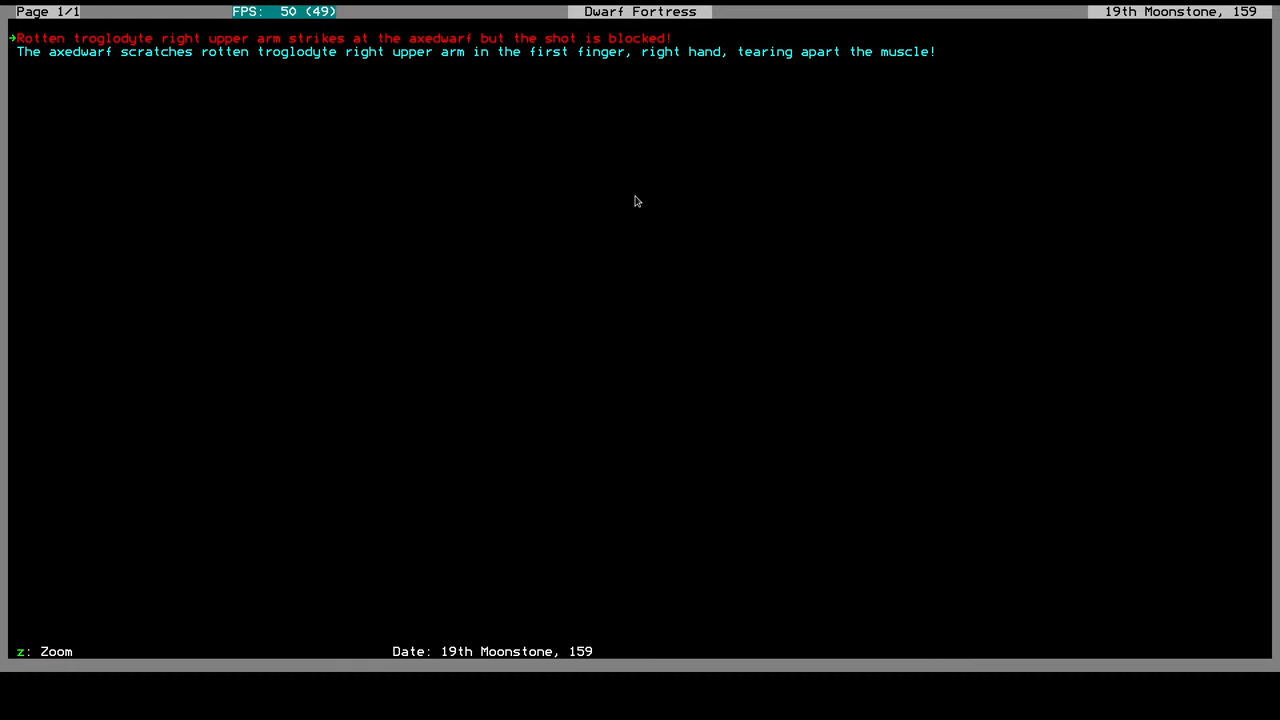 Page 1/1 FPS: 50 (49) Dwarf Fortress 19th Moonstone, 159
Rotten troglodyte right upper arm strikes at the axedwarf but the shot is blocked!
The axedwarf scratches rotten troglodyte right upper arm in the first finger, right hand, tearing apart the muscle!
z: Zoom Date: 19th Moonstone, 159